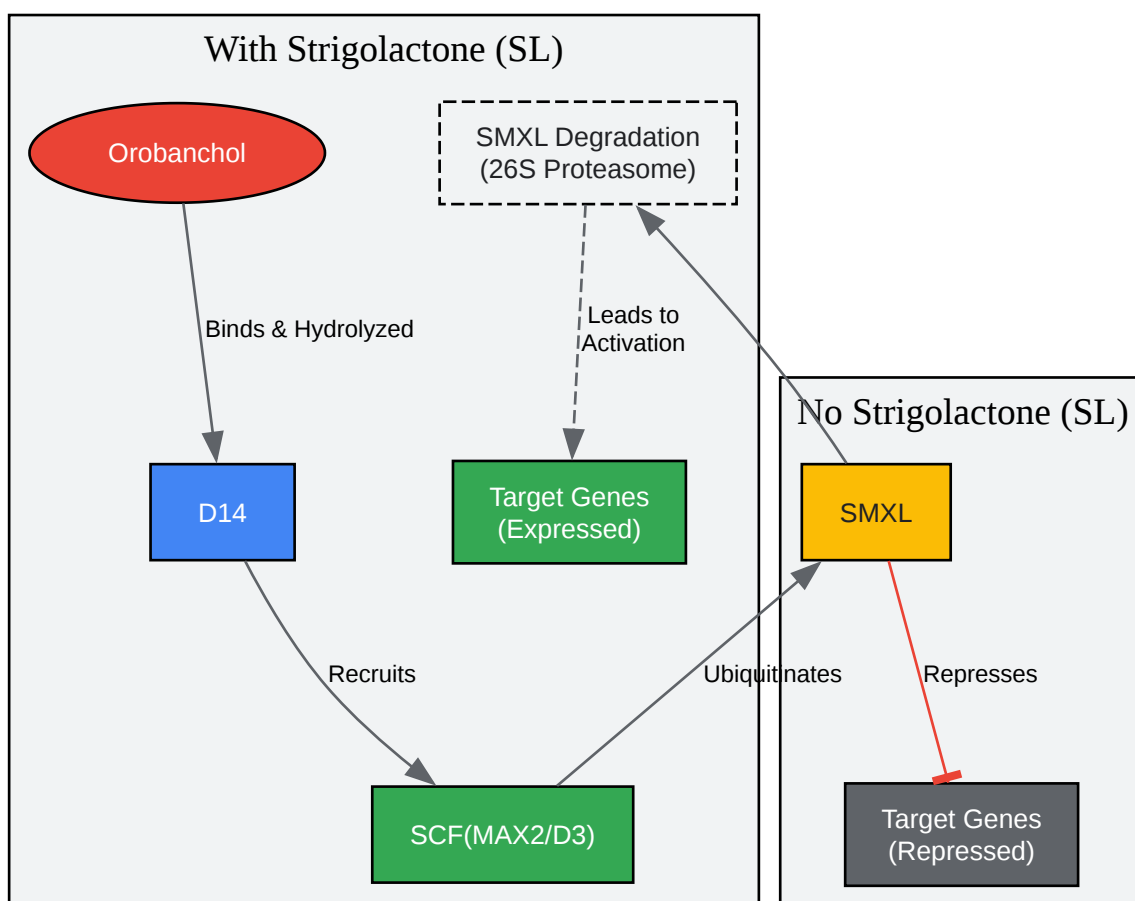 With Strigolactone (SL)
Orobanchol
SMXL Degradation
(26S Proteasome)
Binds & Hydrolyzed
Leads to
Activation
No Strigolactone (SL)
D14
Target Genes
(Expressed)
SMXL
Recruits
Ubiquitinates
Represses
SCF(MAX2/D3)
Target Genes
(Repressed)